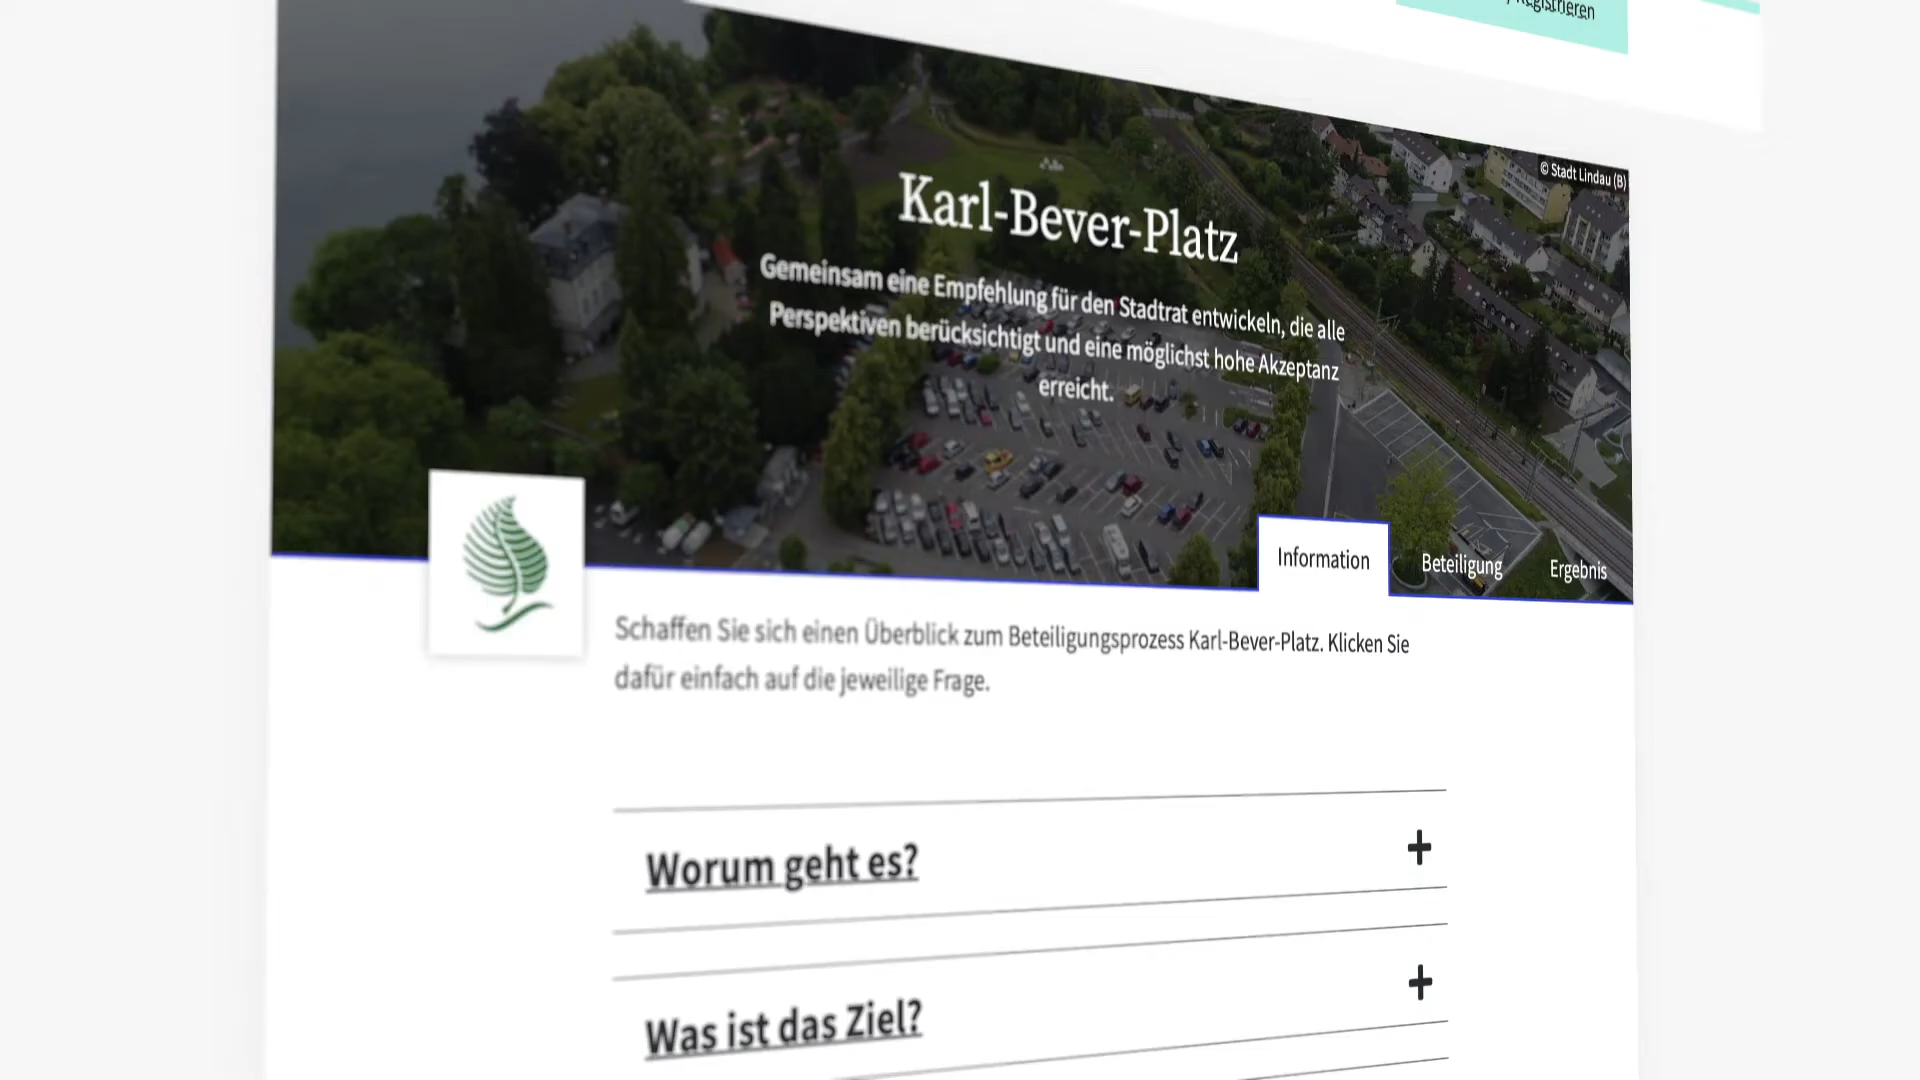 Registrieren
© Stadt Lindau (B)
Karl-Bever-Platz
Gemeinsam eine Empfehlung für den Stadtrat entwickeln, die alle
Perspektiven berücksichtigt und eine möglichst hohe Akzeptanz
erreicht.
Information
Beteiligung
Ergebnis
Schaffen Sie sich einen Überblick zum Beteiligungsprozess Karl-Bever-Platz. Klicken Sie
dafür einfach auf die jeweilige Frage.
Worum geht es?
Was ist das Ziel?